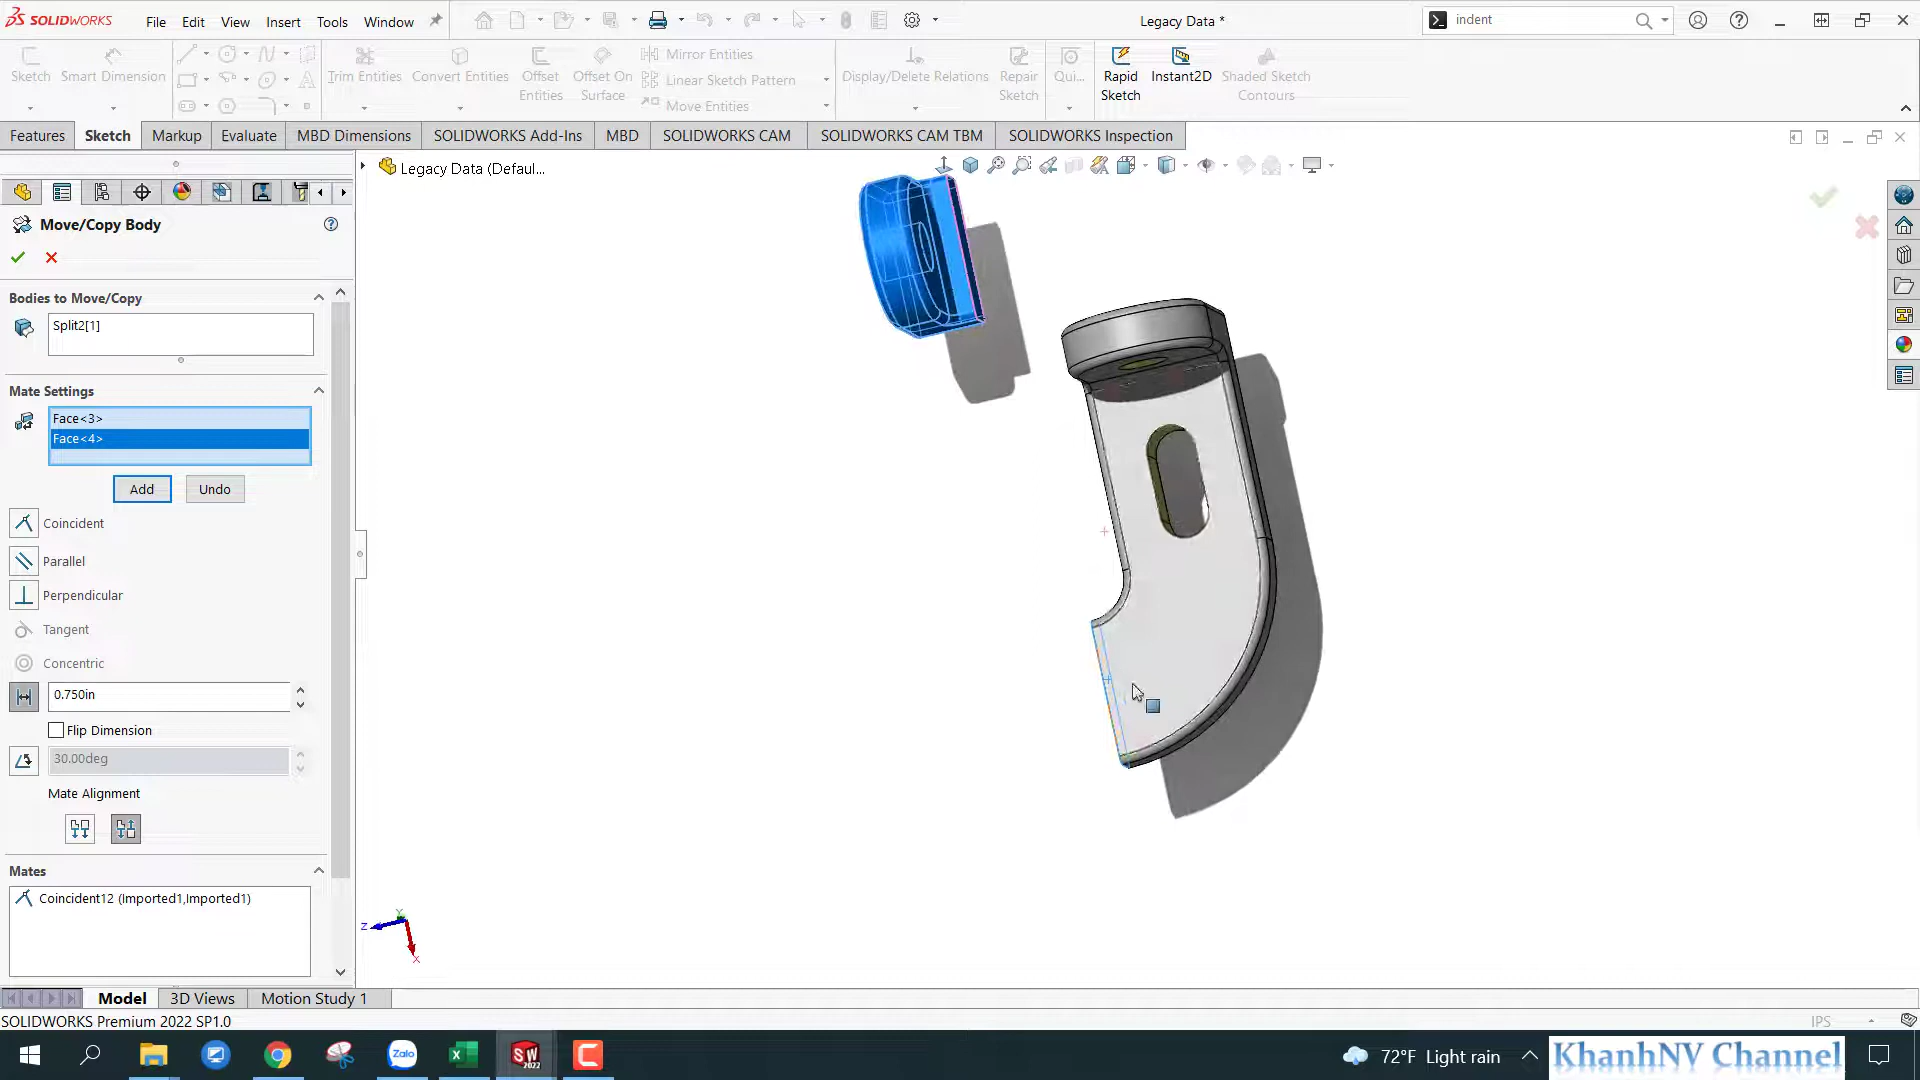 SOLIDWORKS File Edit View Insert Tools Window Legacy Data * indent
Sketch Smart Dimension Trim Entities Convert Entities Offset Entities Offset On Surface Mirror Entities Display/Delete Relations Repair Sketch Qui... Rapid Sketch Instant2D Shaded Sketch Contours
Linear Sketch Pattern
Move Entities
Features Sketch Markup Evaluate MBD Dimensions SOLIDWORKS Add-Ins MBD SOLIDWORKS CAM SOLIDWORKS CAM TBM SOLIDWORKS Inspection
Legacy Data (Defaul...
Move/Copy Body
Bodies to Move/Copy
Split2[1]
Mate Settings
Face<3>
Face<4>
Add Undo
Coincident
Parallel
Perpendicular
Tangent
Concentric
0.750in
Flip Dimension
30.00deg
Mate Alignment
Mates
Coincident12 (Imported1,Imported1)
Z Y X
Model 3D Views Motion Study 1
SOLIDWORKS Premium 2022 SP1.0 IPS
Zalo SW 2022 72°F Light rain KhanhNV Channel